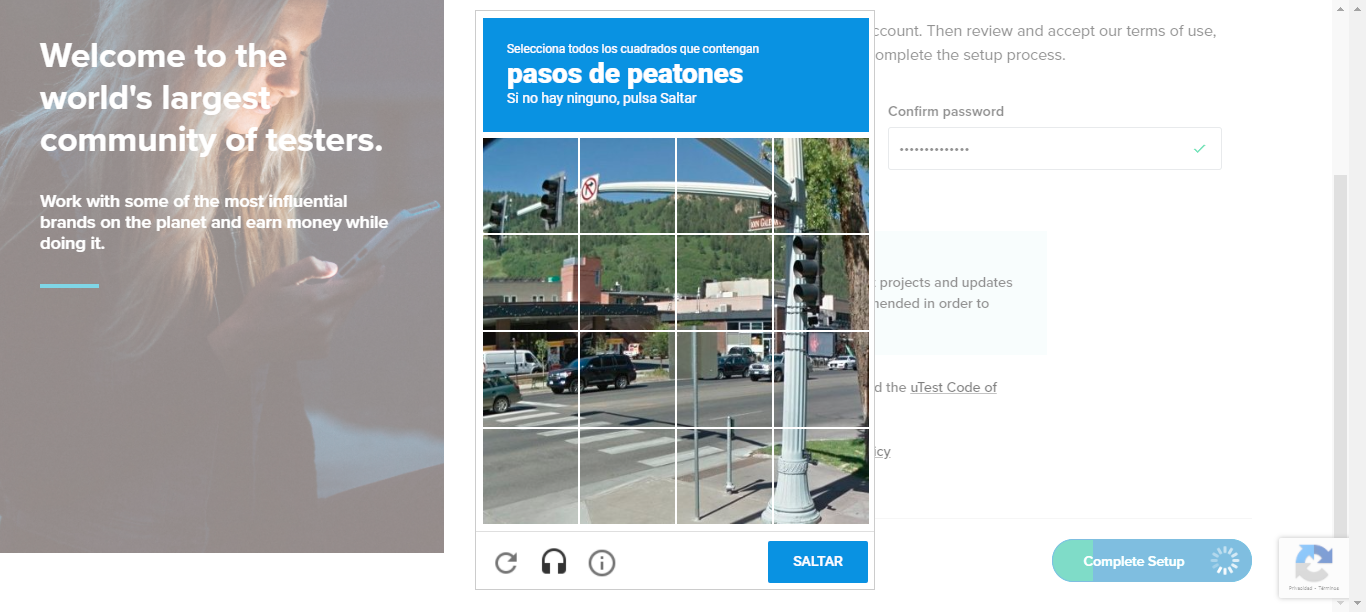 Welcome to the
world's largest
community of testers.
Work with some of the most influential
brands on the planet and earn money while
doing it.
Selecciona todos los cuadrados que contengan
pasos de peatones
Si no hay ninguno, pulsa Saltar
SALTAR
ccount. Then review and accept our terms of use,
omplete the setup process.
Confirm password
••••••••••••••
projects and updates
mended in order to
d the uTest Code of
icy
Complete Setup
Privacidad - Términos